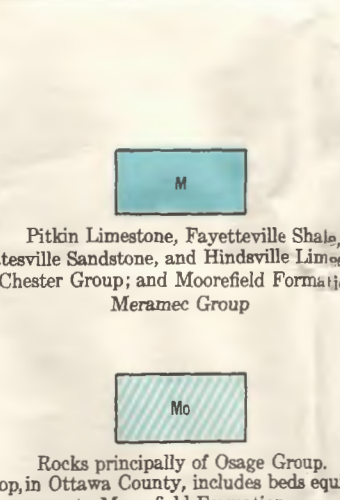 M
Pitkin Limestone, Fayetteville Shale,
tesville Sandstone, and Hindsville Lime
Chester Group; and Moorefield Formati
Meramec Group
Mo
Rocks principally of Osage Group.
op, in Ottawa County, includes beds equi
Moorefield Formation